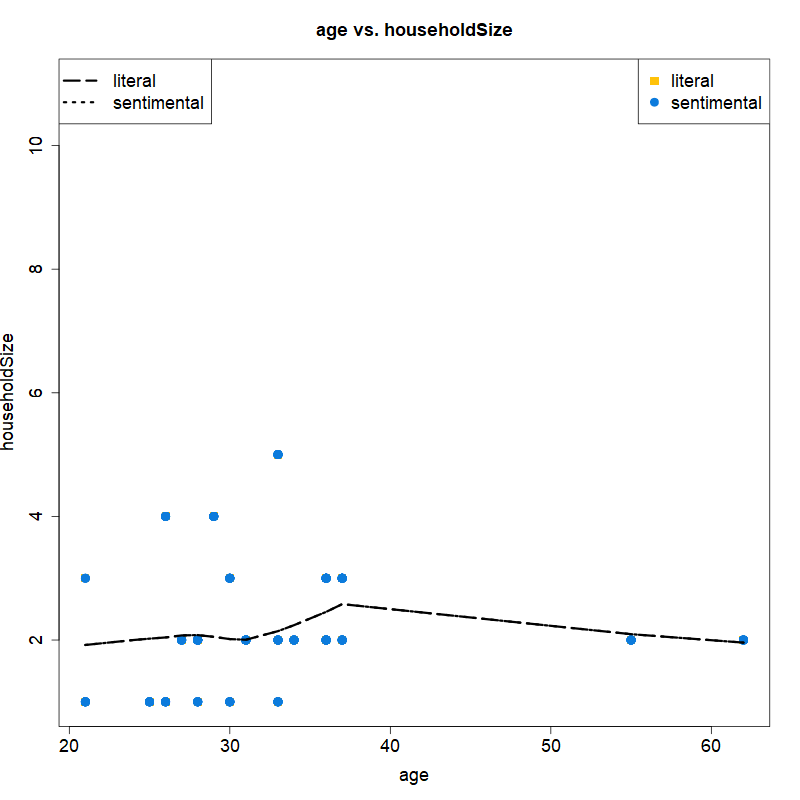 age vs. householdSize
literal
sentimental
literal
sentimental
householdSize
10
8
6
4
2
20 30 40 50 60
age